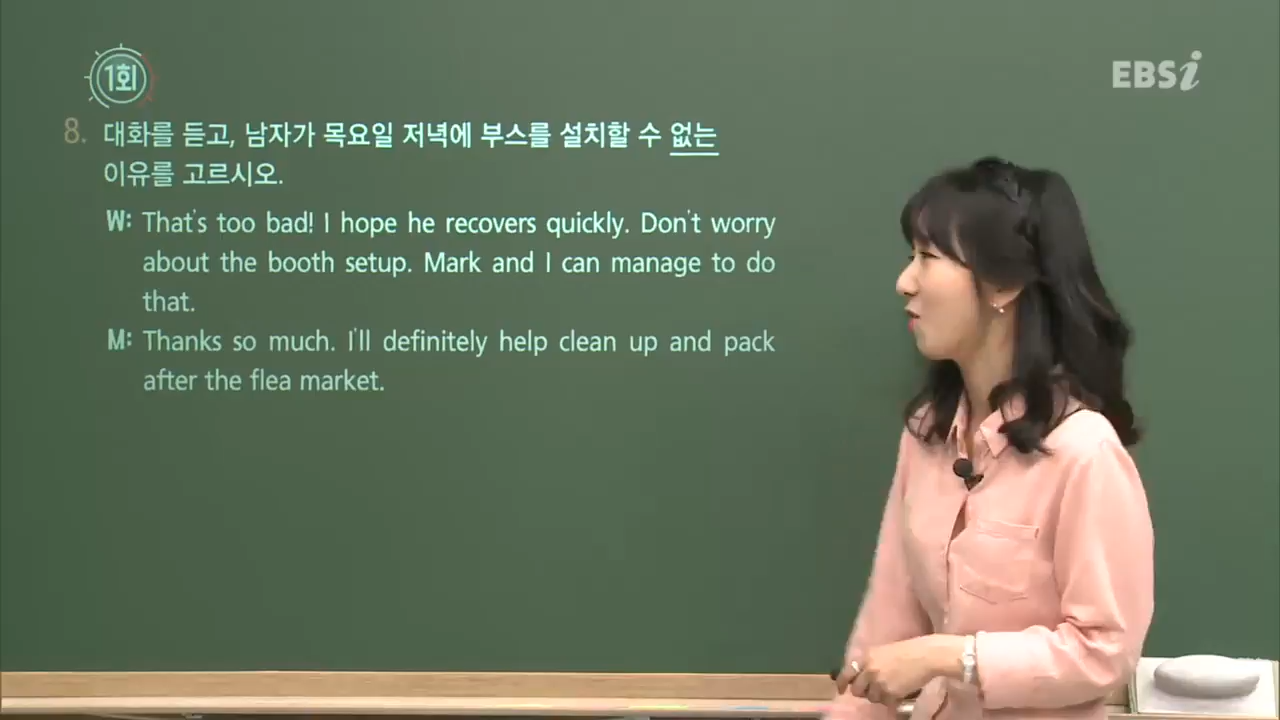 1회
EBSi
8. 대화를 듣고, 남자가 목요일 저녁에 부스를 설치할 수 없는
이유를 고르시오.
W: That's too bad! I hope he recovers quickly. Don't worry
about the booth setup. Mark and I can manage to do
that.
M: Thanks so much. I'll definitely help clean up and pack
after the flea market.